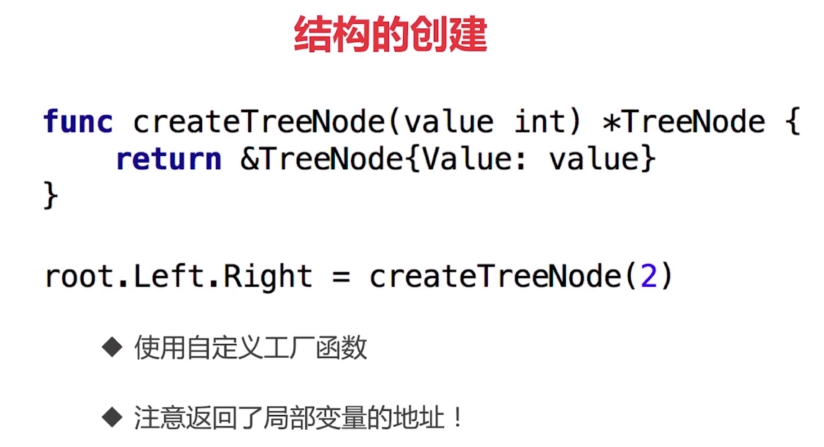 结构的创建
func createTreeNode(value int) *TreeNode {
    return &TreeNode{Value: value}
}
root.Left.Right = createTreeNode(2)
◆ 使用自定义工厂函数
◆ 注意返回了局部变量的地址！